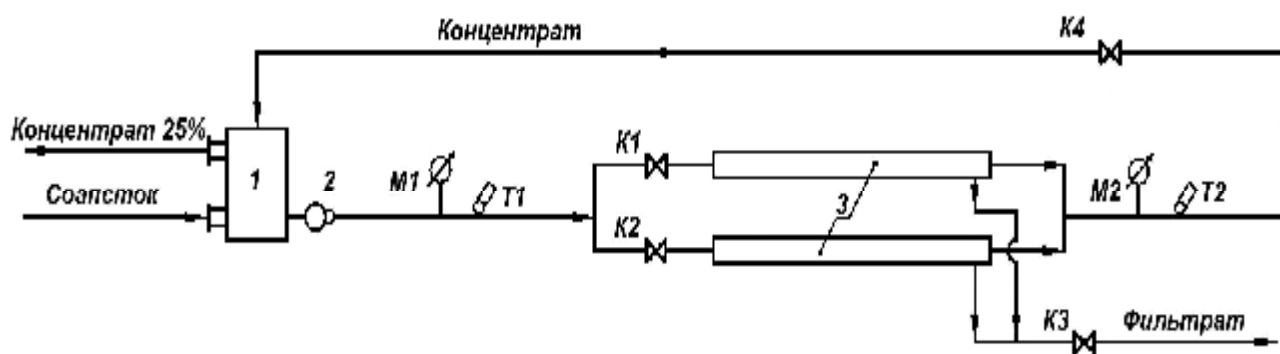 Концентрат
К4
Концентрат 25%
К1
1
2
М1
Т1
3
М2
Т2
Соапсток
К2
К3
Фильтрат